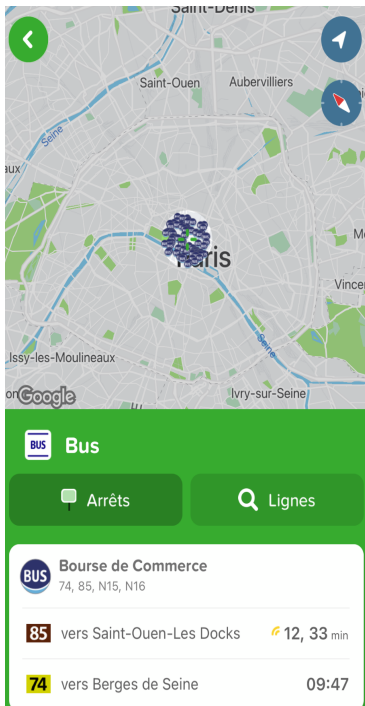 Saint-Denis
Saint-Ouen
Aubervilliers
Seine
aux
Paris
Vince
Seine
Issy-les-Moulineaux
Ivry-sur-Seine
Google
BUS
Bus
Arrêts
Lignes
BUS
Bourse de Commerce
74, 85, N15, N16
85 vers Saint-Ouen-Les Docks 12, 33 min
74 vers Berges de Seine 09:47